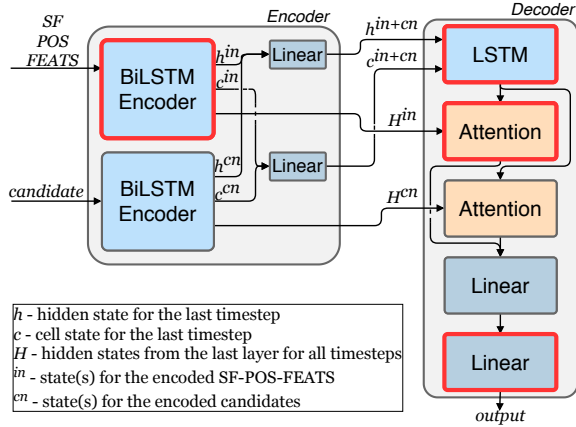 SF
POS
FEATS
candidate
Encoder
BiLSTM
Encoder
h^in
c^in
Linear
BiLSTM
Encoder
h^cn
c^cn
Linear
h^in+cn
c^in+cn
H^in
H^cn
Decoder
LSTM
Attention
Attention
Linear
Linear
output
h - hidden state for the last timestep
c - cell state for the last timestep
H - hidden states from the last layer for all timesteps
^in - state(s) for the encoded SF-POS-FEATS
^cn - state(s) for the encoded candidates